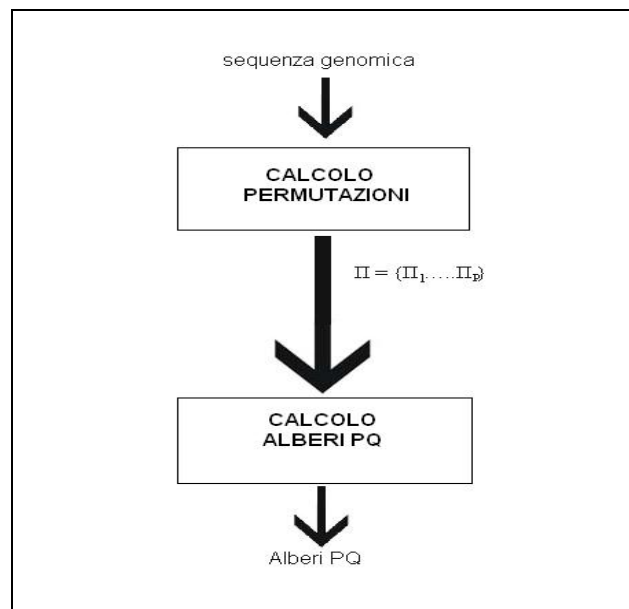 sequenza genomica
CALCOLO
PERMUTAZIONI
Π = {Π₁.....Πₚ}
CALCOLO
ALBERI PQ
Alberi PQ